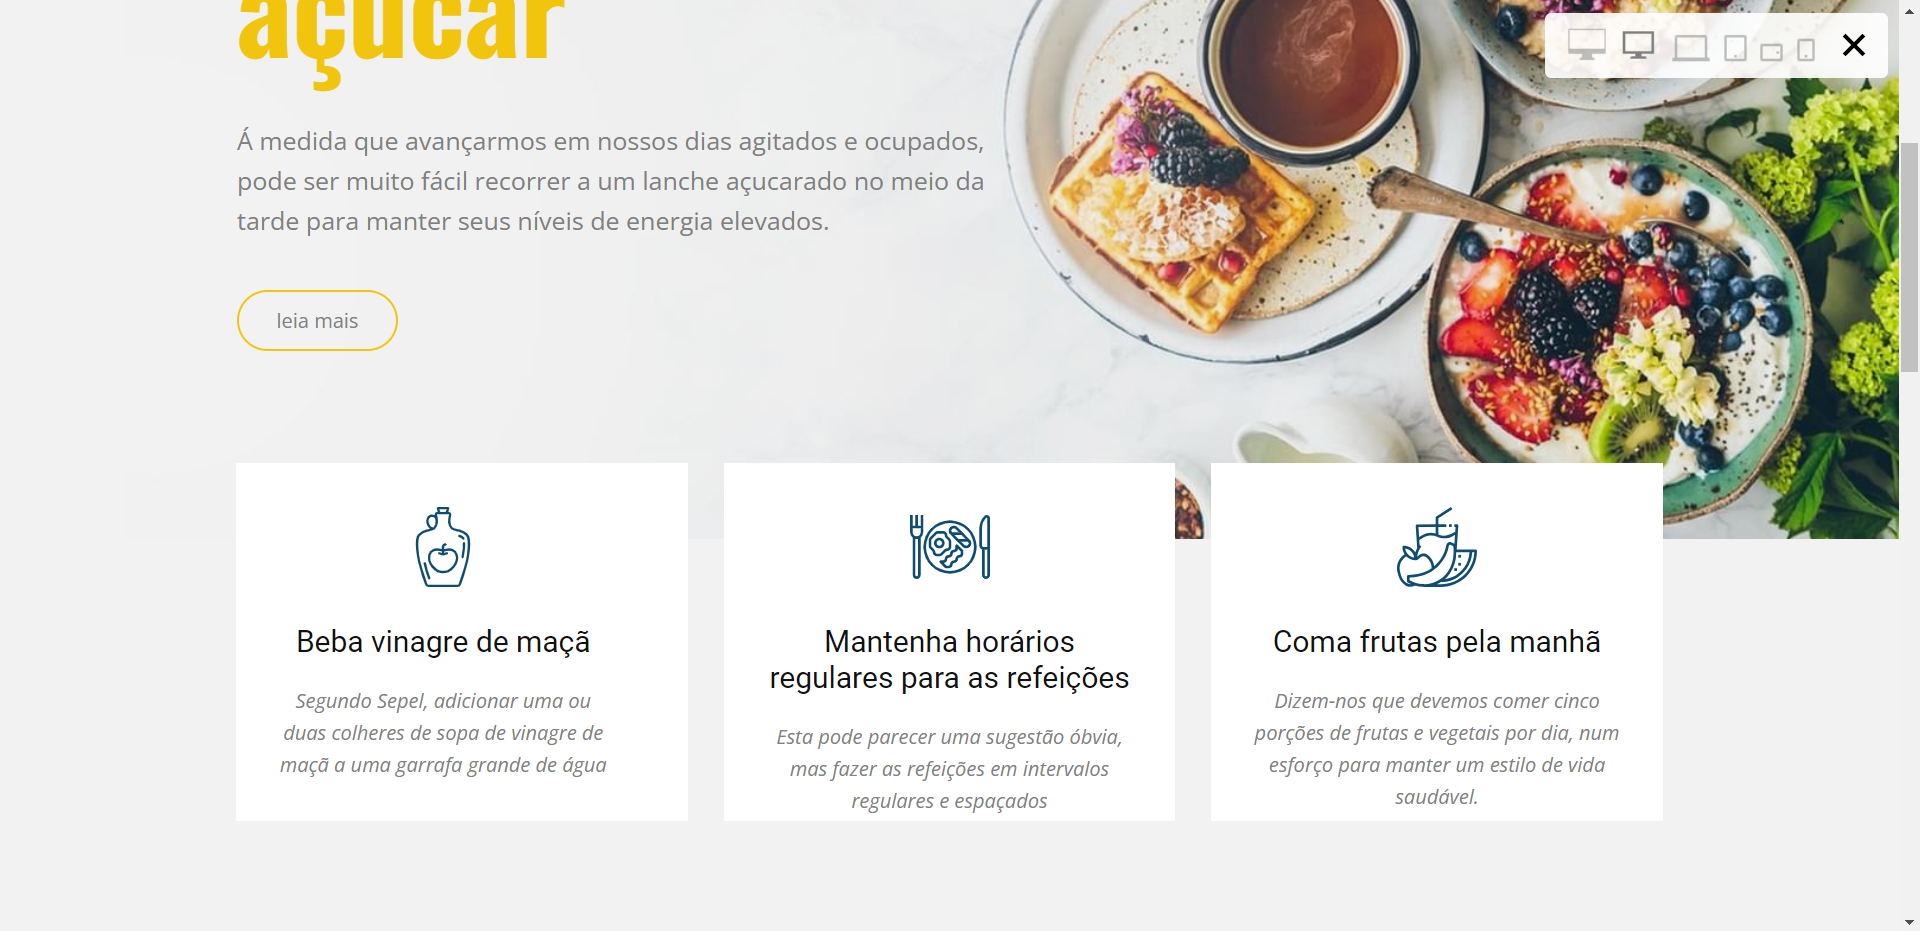 açúcar
Á medida que avançarmos em nossos dias agitados e ocupados,
pode ser muito fácil recorrer a um lanche açucarado no meio da
tarde para manter seus níveis de energia elevados.
leia mais
Beba vinagre de maçã
Segundo Sepel, adicionar uma ou
duas colheres de sopa de vinagre de
maçã a uma garrafa grande de água
Mantenha horários
regulares para as refeições
Esta pode parecer uma sugestão óbvia,
mas fazer as refeições em intervalos
regulares e espaçados
Coma frutas pela manhã
Dizem-nos que devemos comer cinco
porções de frutas e vegetais por dia, num
esforço para manter um estilo de vida
saudável.